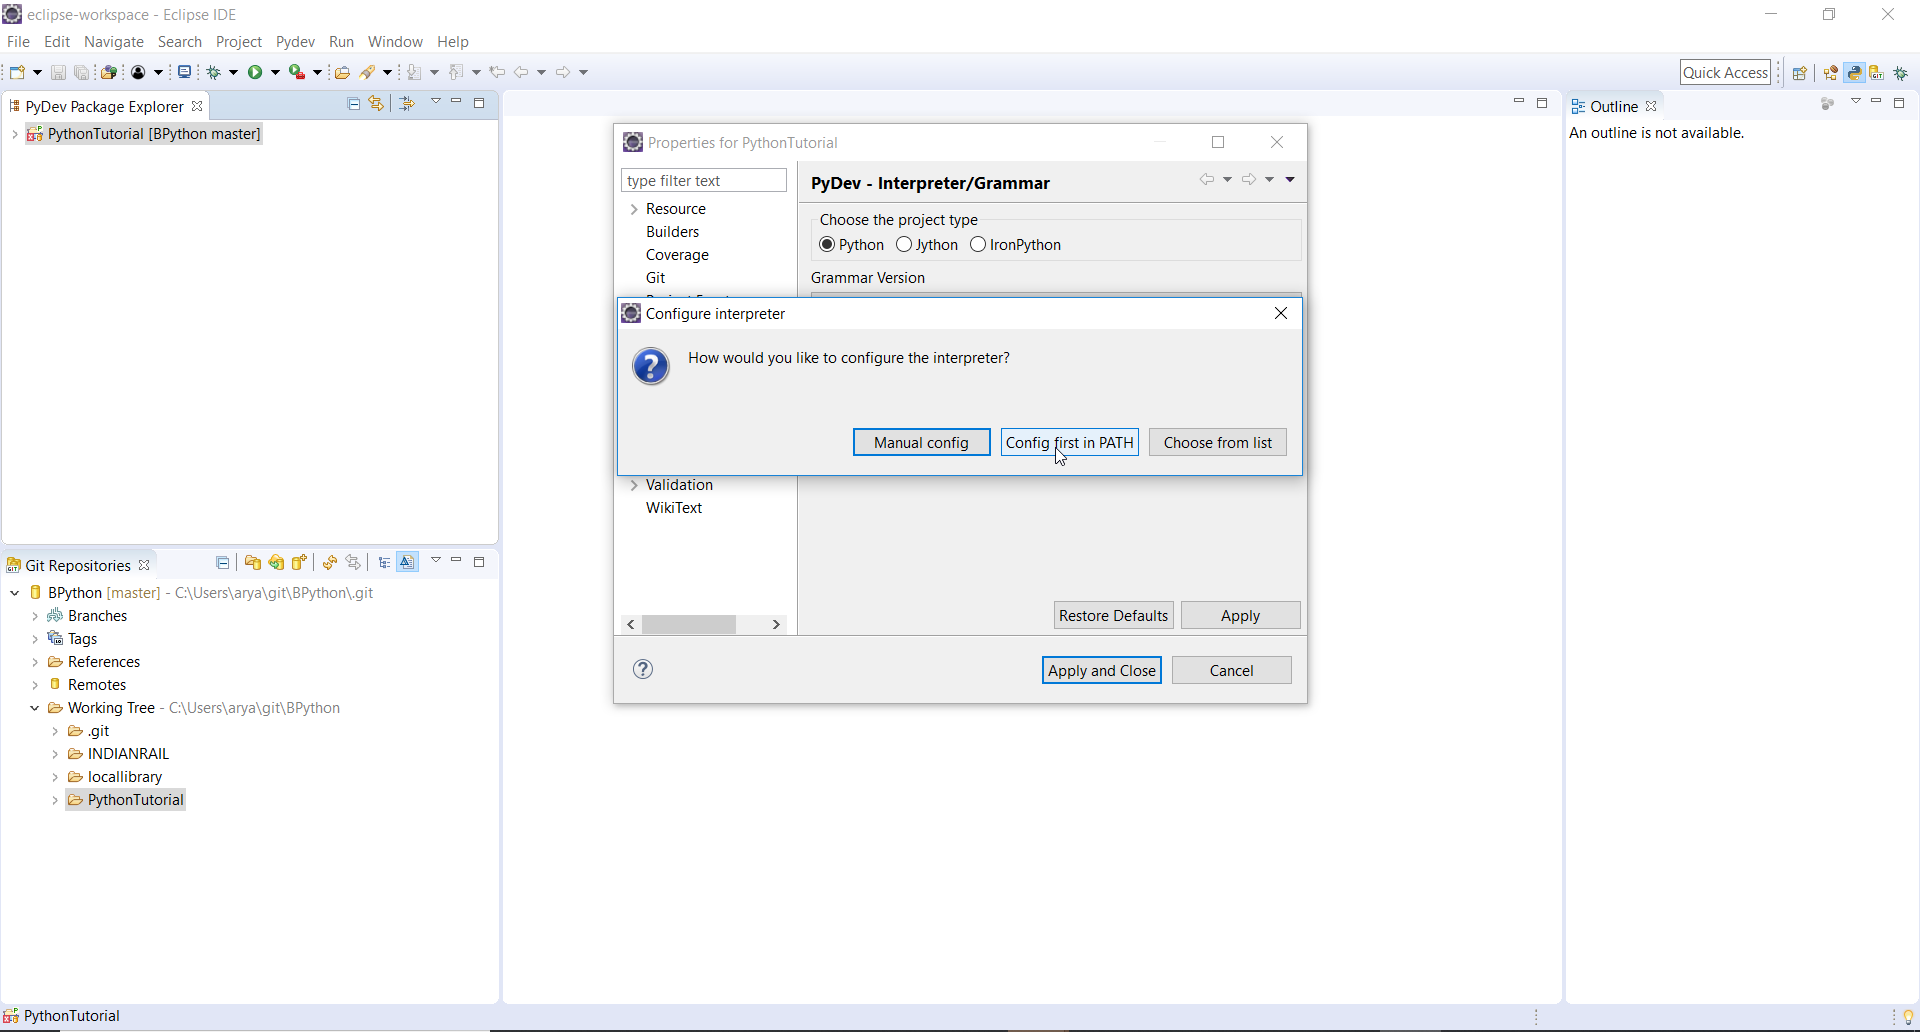 eclipse-workspace - Eclipse IDE
File Edit Navigate Search Project Pydev Run Window Help
Quick Access
PyDev Package Explorer
PythonTutorial [BPython master]
Outline
An outline is not available.
Properties for PythonTutorial
type filter text
Resource
Builders
Coverage
Git
Validation
WikiText
PyDev - Interpreter/Grammar
Choose the project type
Python Jython IronPython
Grammar Version
Configure interpreter
How would you like to configure the interpreter?
Manual config Config first in PATH Choose from list
Restore Defaults Apply
Apply and Close Cancel
Git Repositories
BPython [master] - C:\Users\arya\git\BPython\.git
Branches
Tags
References
Remotes
Working Tree - C:\Users\arya\git\BPython
.git
INDIANRAIL
locallibrary
PythonTutorial
PythonTutorial